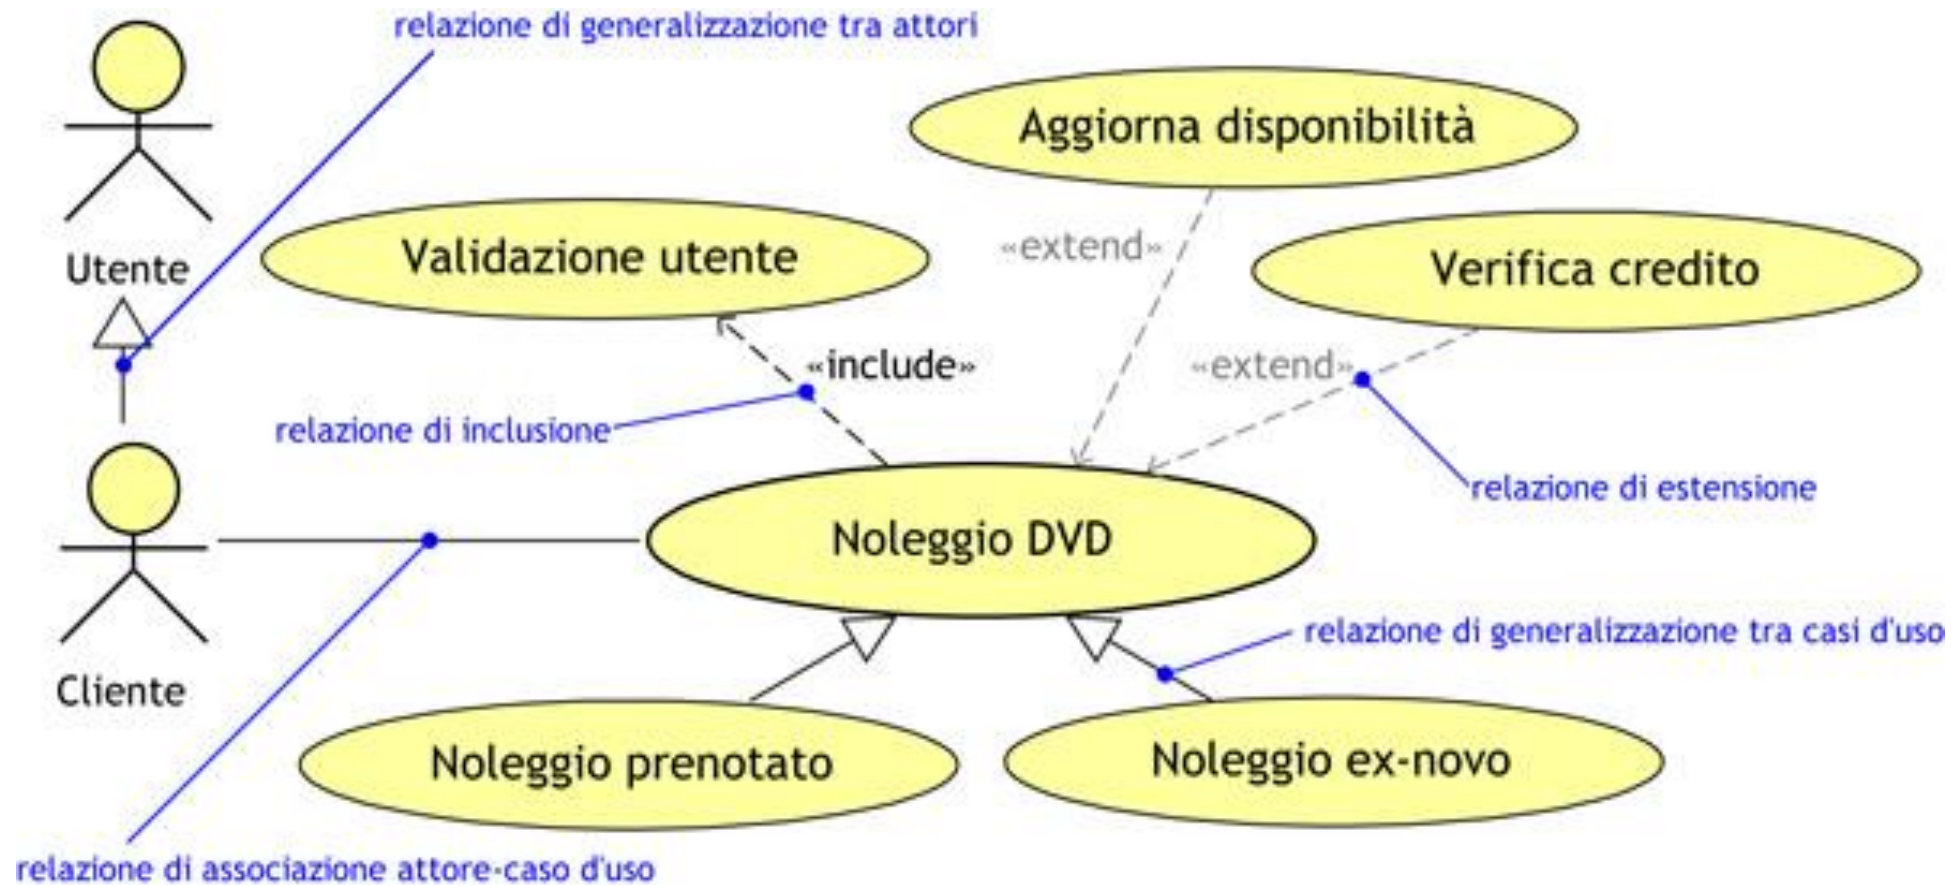 relazione di generalizzazione tra attori
Aggiorna disponibilità
Validazione utente
«extend»
Utente
Verifica credito
«include»
«extend»
relazione di inclusione
relazione di estensione
Noleggio DVD
relazione di generalizzazione tra casi d'uso
Cliente
Noleggio prenotato
Noleggio ex-novo
relazione di associazione attore-caso d'uso